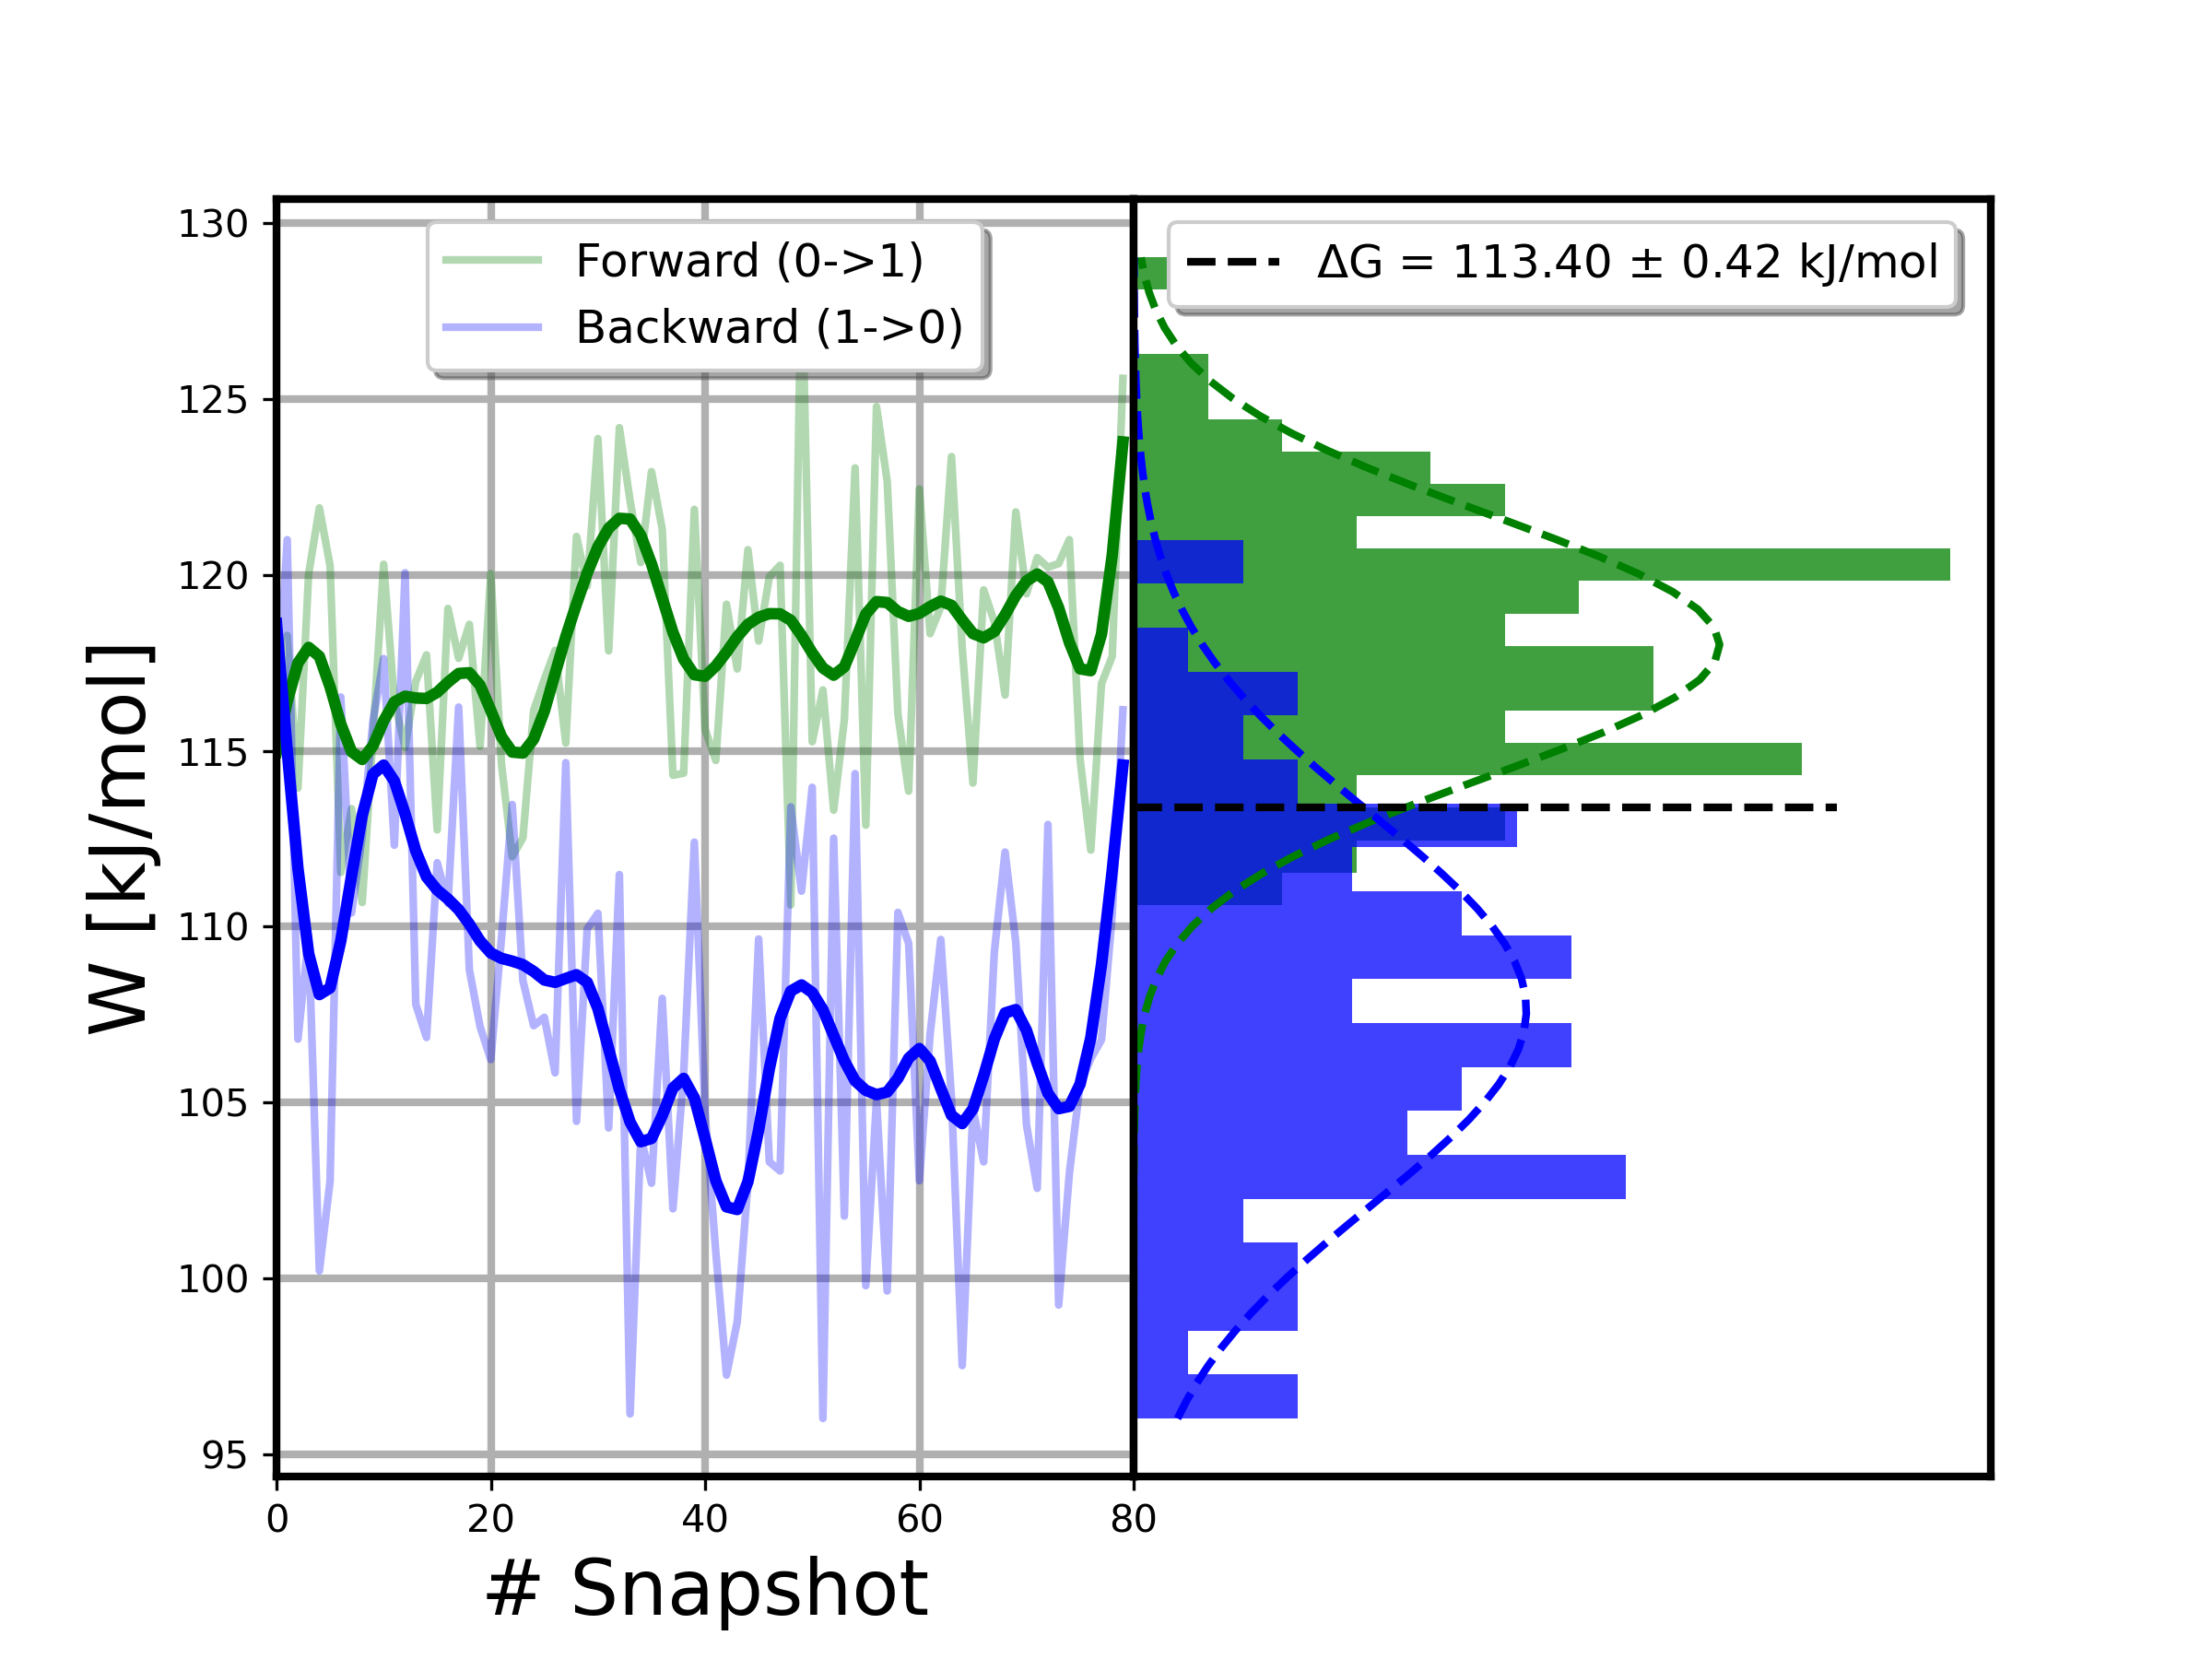 Forward (0->1)
Backward (1->0)
ΔG = 113.40 ± 0.42 kJ/mol
W [kJ/mol]
130
125
120
115
110
105
100
95
0 20 40 60 80
# Snapshot